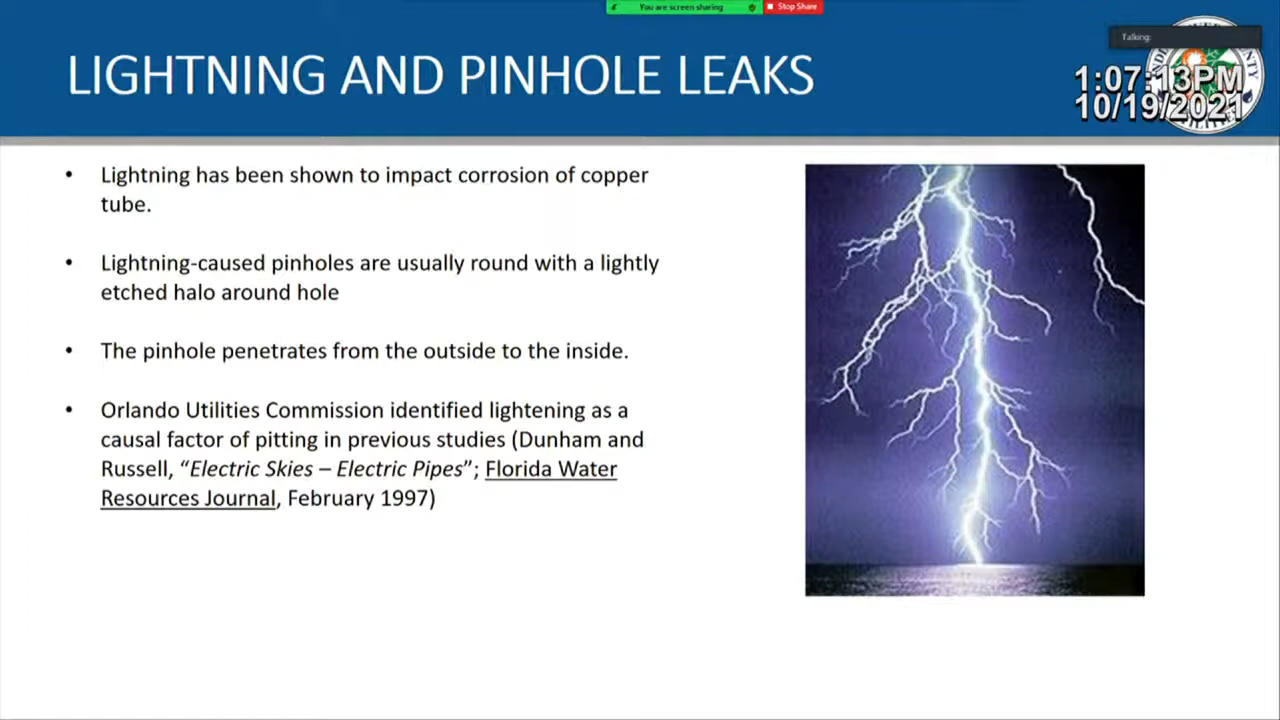 You are screen sharing
Stop Share
Talking:
LIGHTNING AND PINHOLE LEAKS
1:07:13PM
10/19/2021
• Lightning has been shown to impact corrosion of copper
tube.
• Lightning-caused pinholes are usually round with a lightly
etched halo around hole
• The pinhole penetrates from the outside to the inside.
• Orlando Utilities Commission identified lightening as a
causal factor of pitting in previous studies (Dunham and
Russell, “Electric Skies – Electric Pipes”; Florida Water
Resources Journal, February 1997)